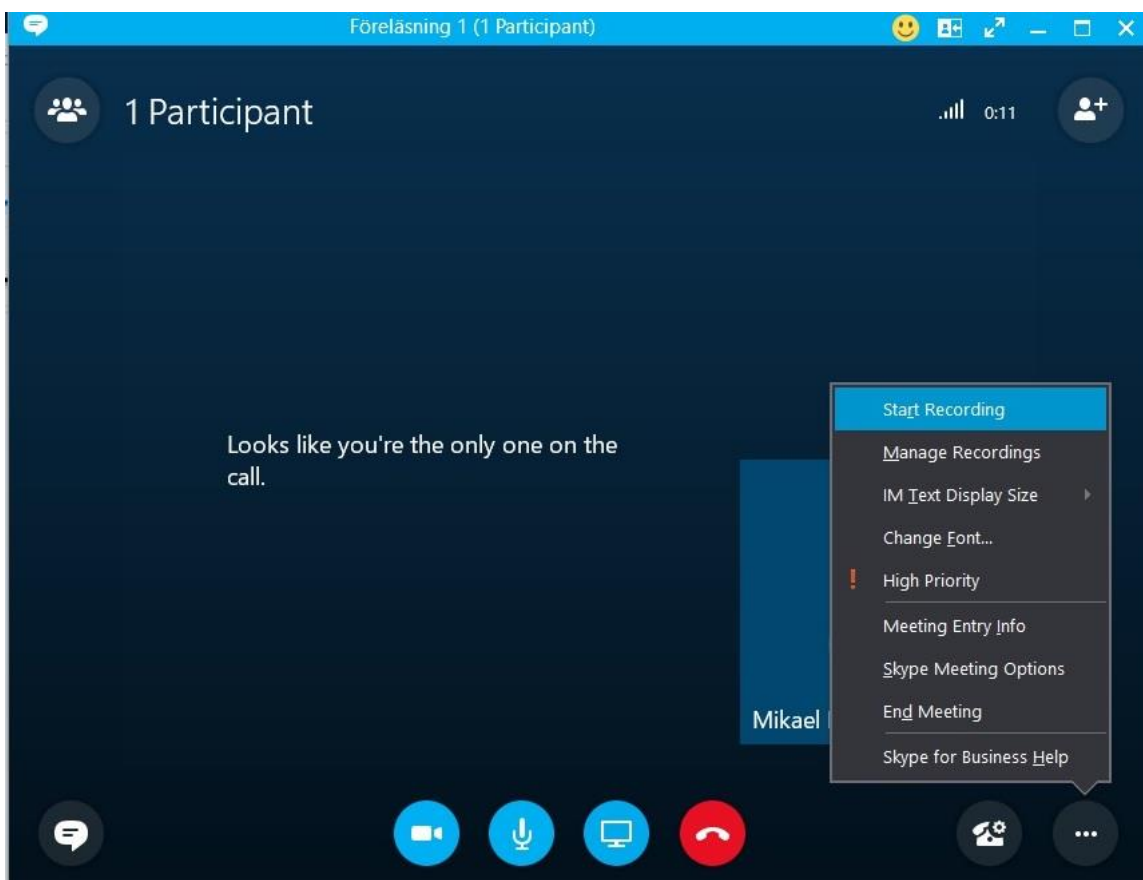 Föreläsning 1 (1 Participant)
1 Participant
0:11
Looks like you're the only one on the
call.
Mikael
Start Recording
Manage Recordings
IM Text Display Size
Change Font...
High Priority
Meeting Entry Info
Skype Meeting Options
End Meeting
Skype for Business Help